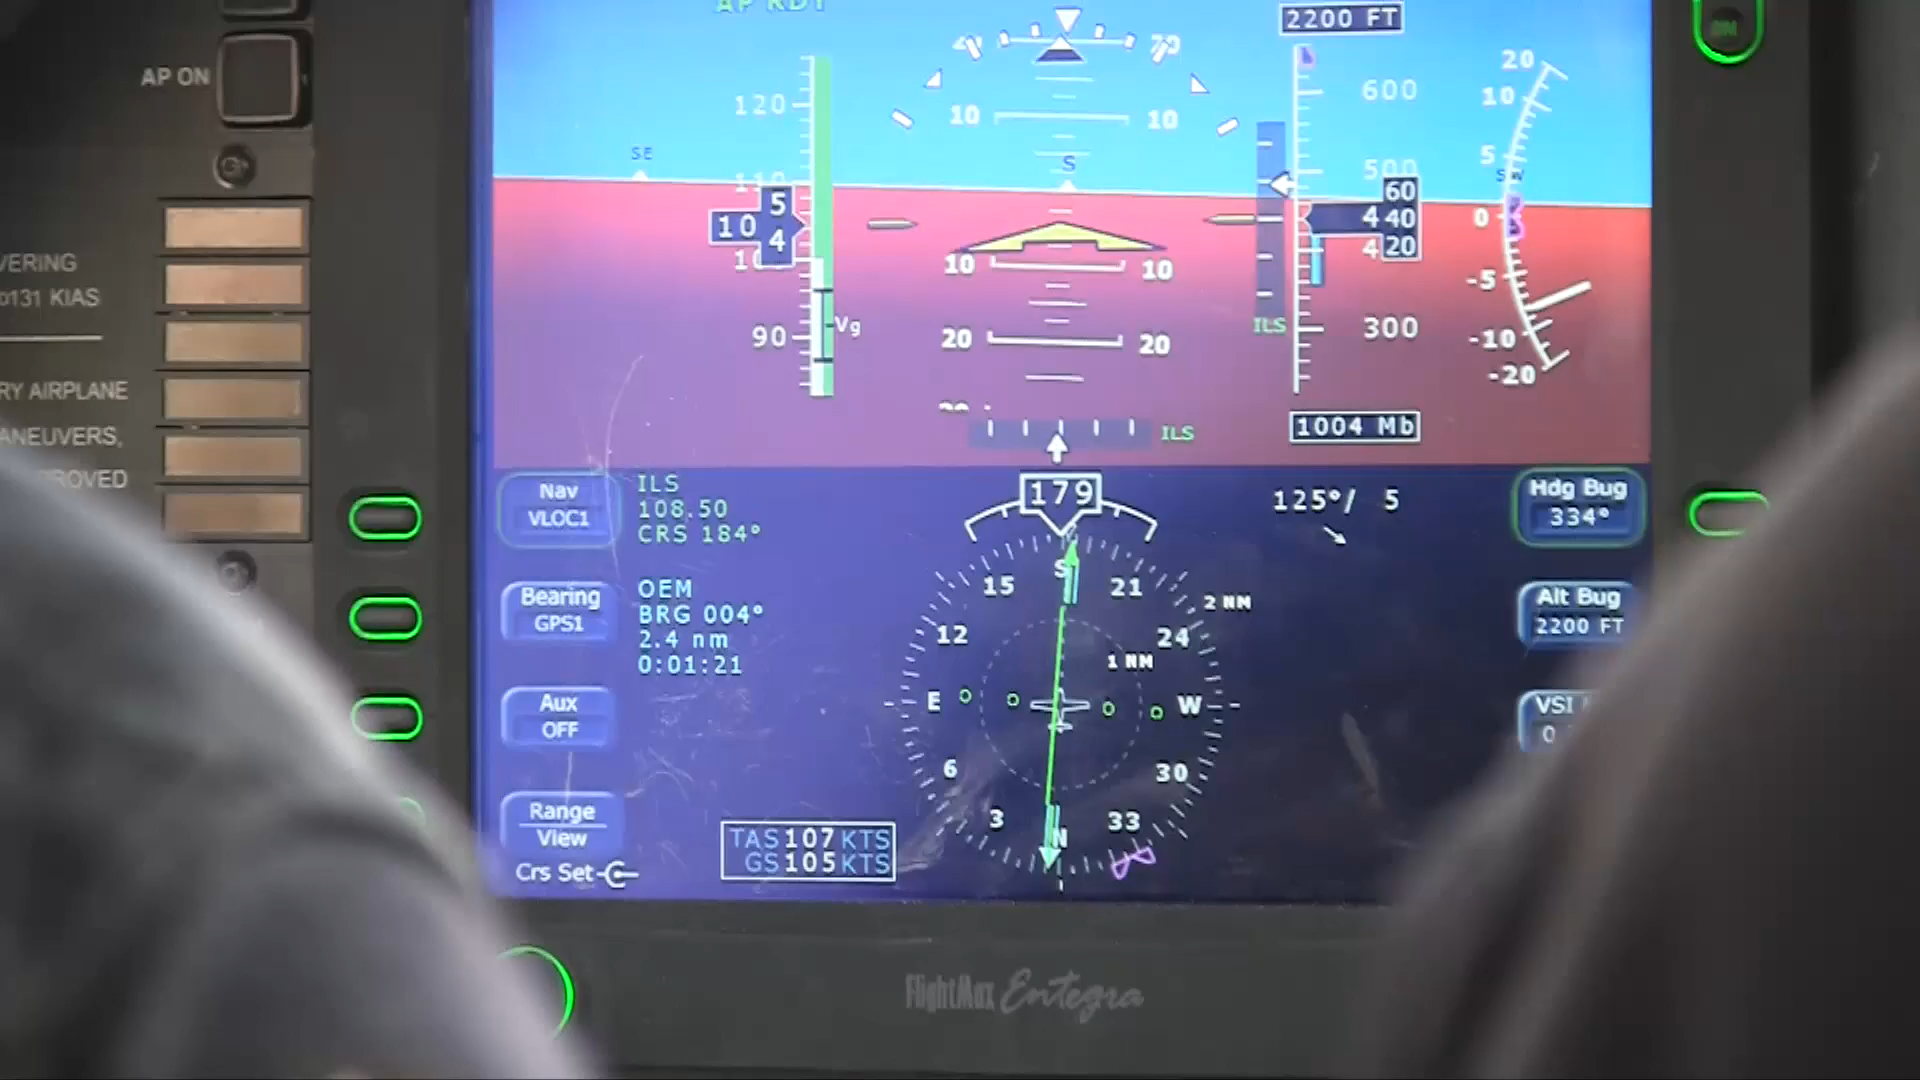 AP RDY
2200 FT
AP ON
20
10
5
0
-5
-10
-20
120
110
90
Vg
10
5
4
10 10
SE
S
SW
10 10
20 20
600
500
300
4
60
40
20
4
ILS
ILS
1004 Mb
VERING
131 KIAS
RY AIRPLANE
ANEUVERS,
ROVED
Nav
VLOC1
ILS
108.50
CRS 184°
179
125°/ 5
Hdg Bug
334°
Bearing
GPS1
OEM
BRG 004°
2.4 nm
0:01:21
Alt Bug
2200 FT
Aux
OFF
VSI
0
S
21
24
W
30
33
N
3
6
E
12
15
2 NM
1 NM
Range
View
Crs Set
TAS 107 KTS
GS 105 KTS
FlightMax Entegra